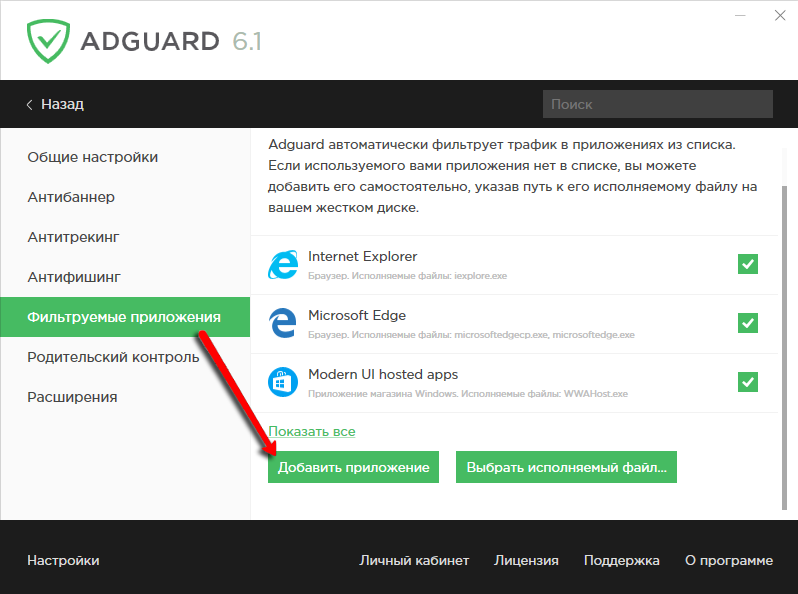 ADGUARD 6.1
Назад
Поиск
Общие настройки
Антибаннер
Антитрекинг
Антифишинг
Фильтруемые приложения
Родительский контроль
Расширения
Adguard автоматически фильтрует трафик в приложениях из списка.
Если используемого вами приложения нет в списке, вы можете
добавить его самостоятельно, указав путь к его исполняемому файлу на
вашем жестком диске.
Internet Explorer
Браузер. Исполняемые файлы: iexplore.exe
Microsoft Edge
Браузер. Исполняемые файлы: microsoftedgecp.exe, microsoftedge.exe
Modern UI hosted apps
Приложение магазина Windows. Исполняемые файлы: WWAHost.exe
Показать все
Добавить приложение
Выбрать исполняемый файл...
Настройки
Личный кабинет
Лицензия
Поддержка
О программе